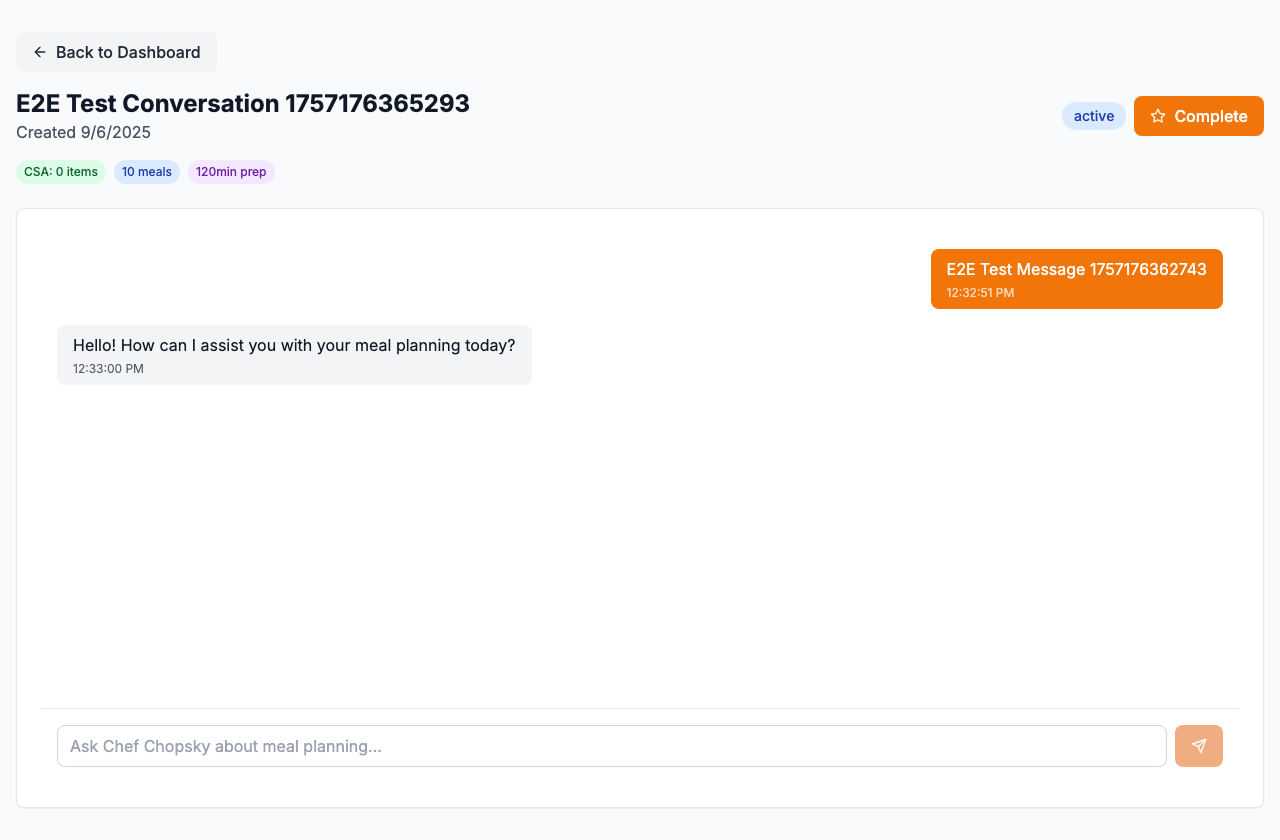 Back to Dashboard
E2E Test Conversation 1757176365293
Created 9/6/2025
active
Complete
CSA: 0 items
10 meals
120min prep
E2E Test Message 1757176362743
12:32:51 PM
Hello! How can I assist you with your meal planning today?
12:33:00 PM
Ask Chef Chopsky about meal planning...